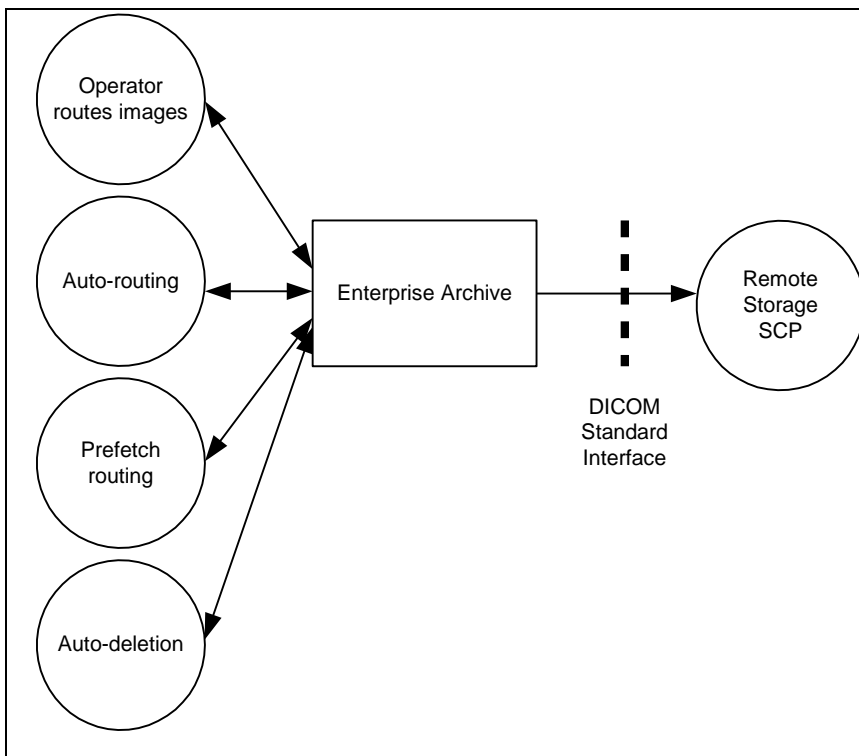 Operator
routes images
Auto-routing
Enterprise Archive
Remote
Storage
SCP
DICOM
Standard
Interface
Prefetch
routing
Auto-deletion